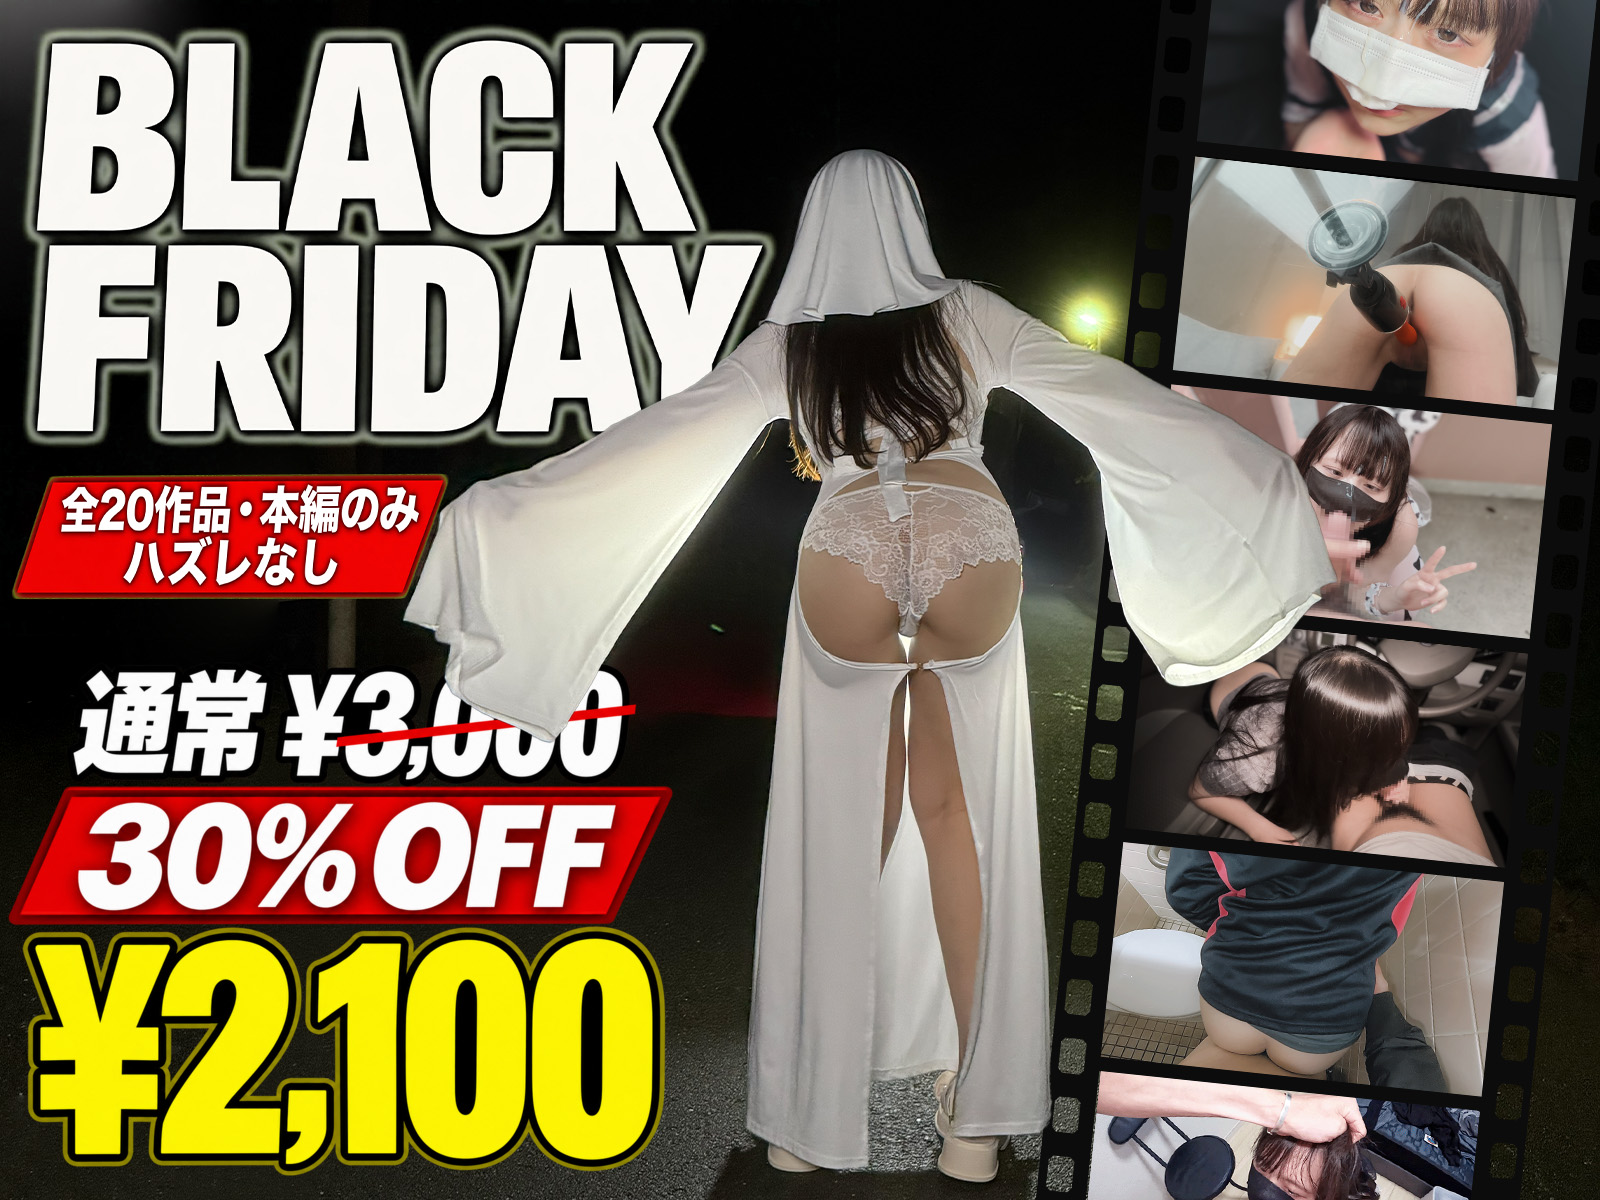 BLACK
FRIDAY
全20作品・本編のみ
ハズレなし
通常 ¥3,000
30% OFF
¥2,100